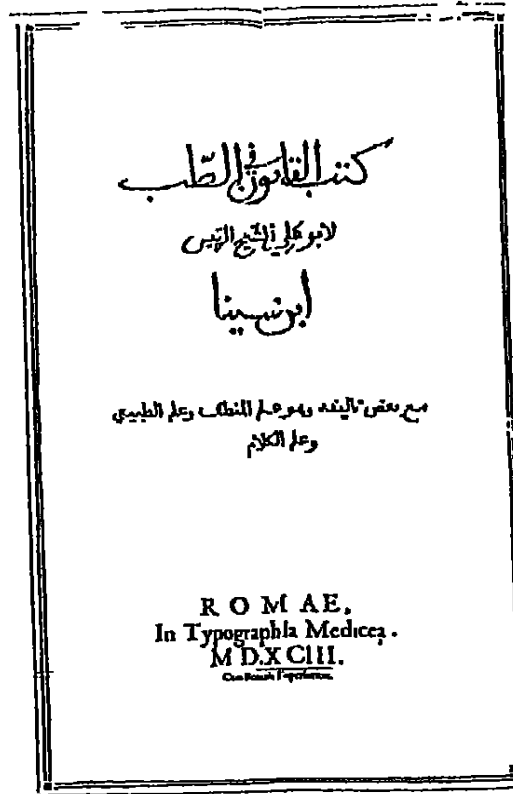 كتب القانون في الطب
لابو علي الشيخ الرئيس
ابن سينا
مع بعض تاليفه وهو علم المنطق وعلم الطبيعي
وعلم الكلام
ROMAE,
In Typographia Medicea.
M D.XCIII.